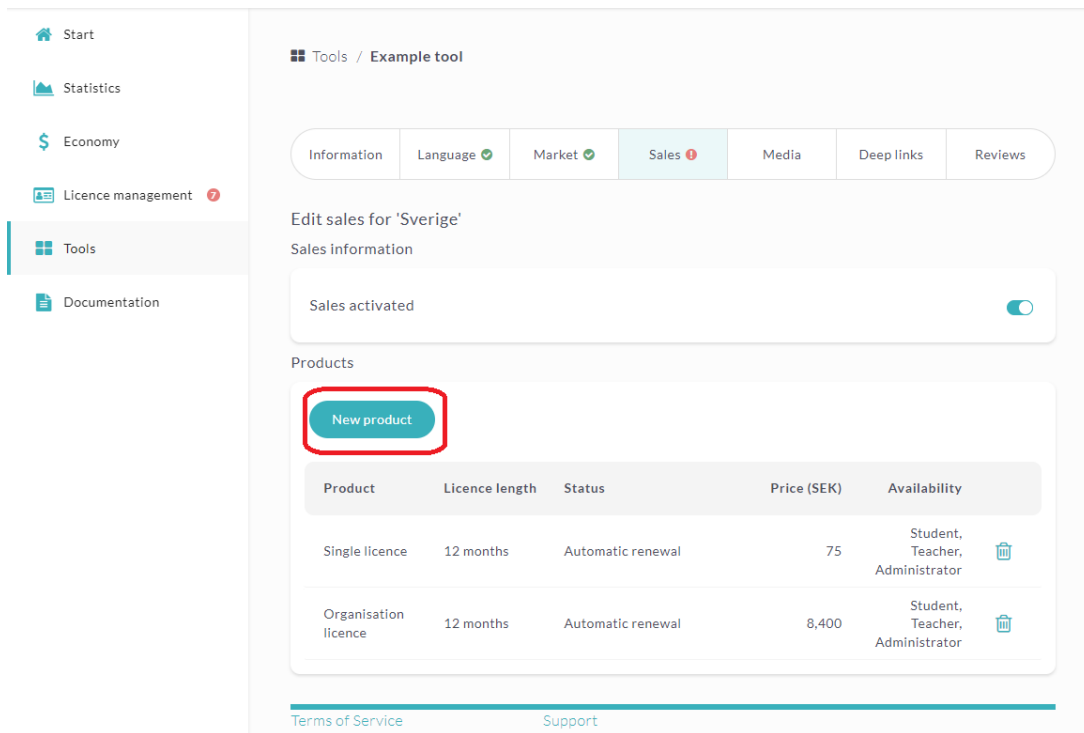 Start
Statistics
Economy
Licence management 7
Tools
Documentation
Tools / Example tool
Information Language Market Sales Media Deep links Reviews
Edit sales for 'Sverige'
Sales information
Sales activated
Products
New product
Product Licence length Status Price (SEK) Availability
Single licence 12 months Automatic renewal 75 Student,
Teacher,
Administrator
Organisation
licence 12 months Automatic renewal 8,400 Student,
Teacher,
Administrator
Terms of Service Support